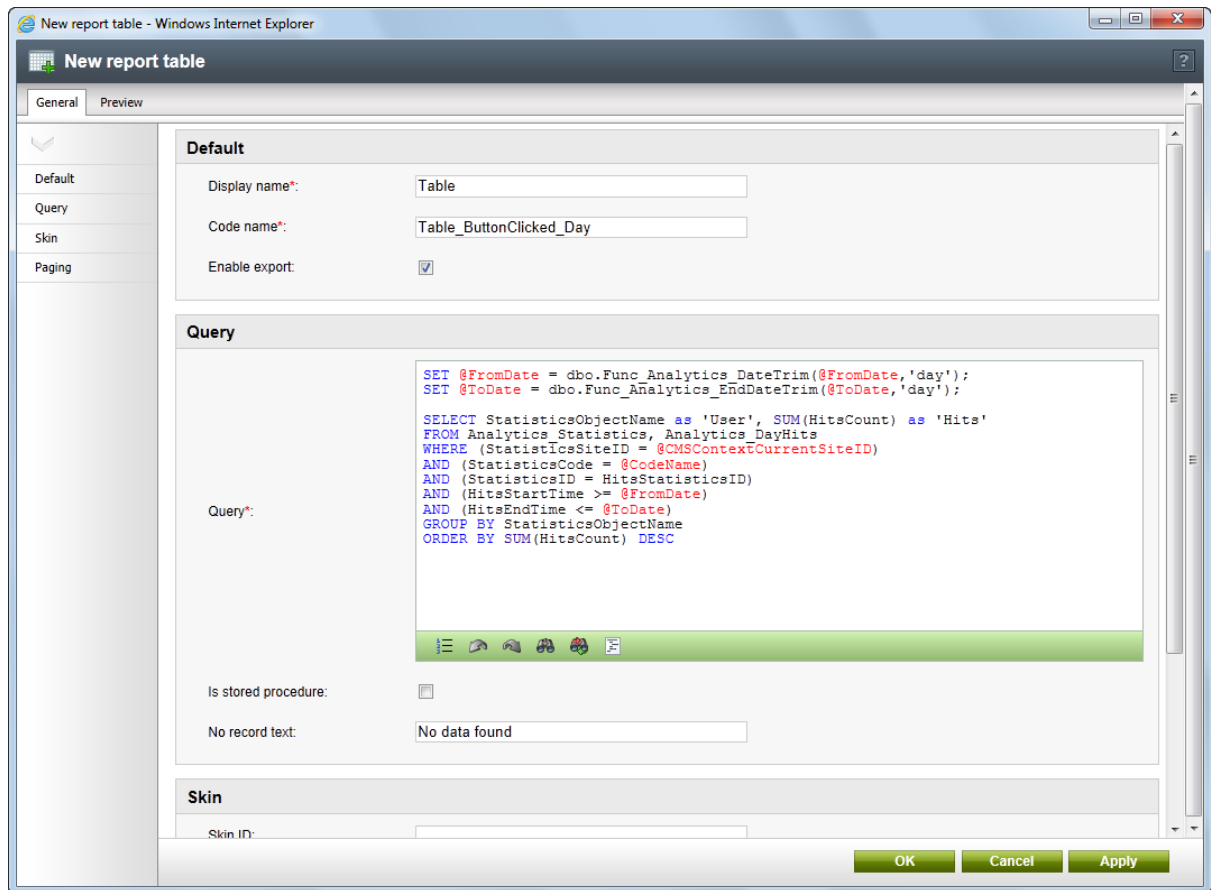 New report table - Windows Internet Explorer
New report table
?
General Preview
Default
Query
Skin
Paging
Default
Display name*: Table
Code name*: Table_ButtonClicked_Day
Enable export:
Query
Query*:
SET @FromDate = dbo.Func_Analytics_DateTrim(@FromDate,'day');
SET @ToDate = dbo.Func_Analytics_EndDateTrim(@ToDate,'day');
SELECT StatisticsObjectName as 'User', SUM(HitsCount) as 'Hits'
FROM Analytics_Statistics, Analytics_DayHits
WHERE (StatisticsSiteID = @CMSContextCurrentSiteID)
AND (StatisticsCode = @CodeName)
AND (StatisticsID = HitsStatisticsID)
AND (HitsStartTime >= @FromDate)
AND (HitsEndTime <= @ToDate)
GROUP BY StatisticsObjectName
ORDER BY SUM(HitsCount) DESC
Is stored procedure:
No record text: No data found
Skin
Skin ID:
OK Cancel Apply